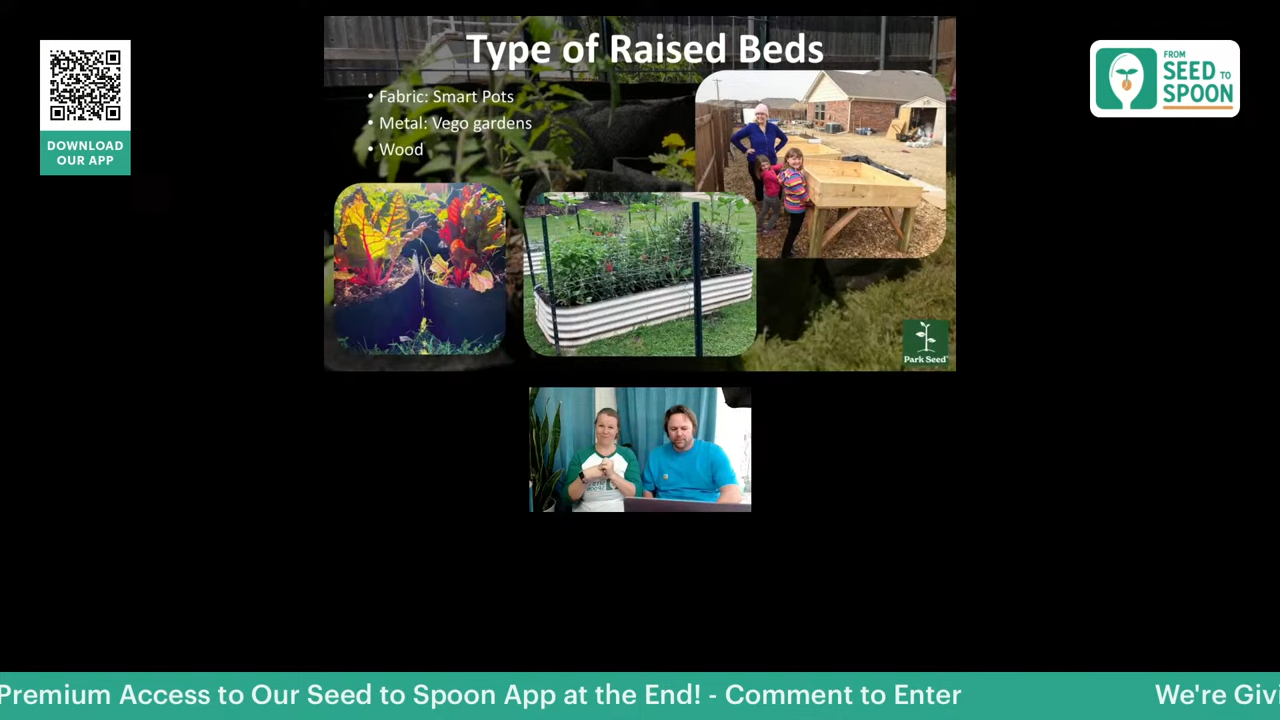 Type of Raised Beds
• Fabric: Smart Pots
• Metal: Vego gardens
• Wood
DOWNLOAD
OUR APP
FROM
SEED TO
SPOON
Park Seed
Premium Access to Our Seed to Spoon App at the End! - Comment to Enter
We're Givi